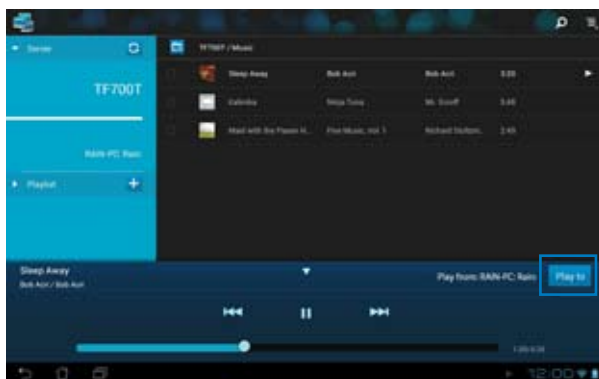 Server
TF700T / Music
Sleep Away Bob Acri Bob Acri 3:20
TF700T
Kalimba Ninja Tuna Mr. Scruff 5:48
Maid with the Flaxen H... Fine Music, Vol. 1 Richard Stoltzm... 2:49
RAIN-PC: Rain
Playlist
Sleep Away
Bob Acri / Bob Acri
Play from: RAIN-PC: Rain
Play to
12:00